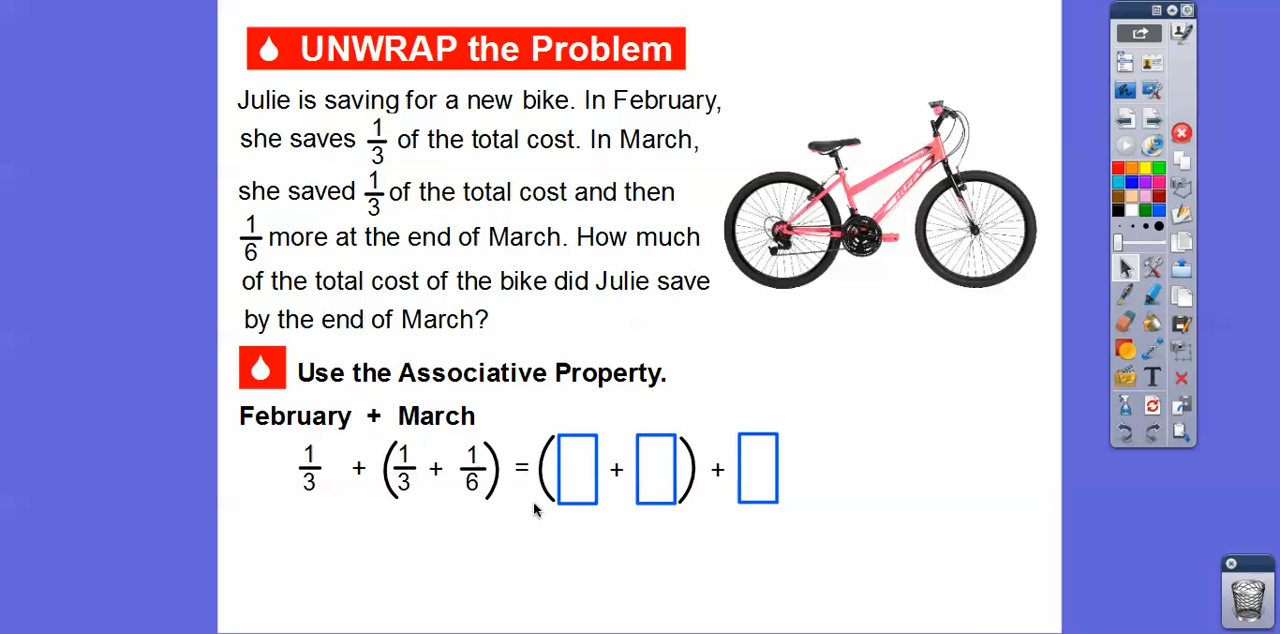 UNWRAP the Problem
Julie is saving for a new bike. In February,
she saves 1/3 of the total cost. In March,
she saved 1/3 of the total cost and then
1/6 more at the end of March. How much
of the total cost of the bike did Julie save
by the end of March?
Use the Associative Property.
February + March
1/3 + (1/3 + 1/6) = ( + ) +